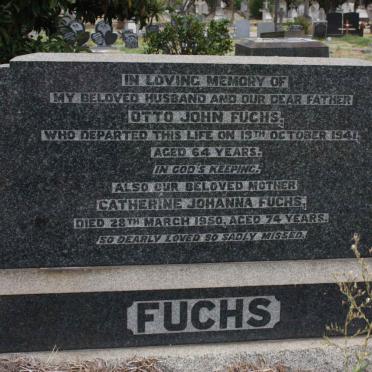 IN LOVING MEMORY OF
MY BELOVED HUSBAND AND OUR DEAR FATHER
OTTO JOHN FUCHS,
WHO DEPARTED THIS LIFE ON 19TH OCTOBER 1941,
AGED 64 YEARS.
IN GOD'S KEEPING.
ALSO OUR BELOVED MOTHER
CATHERINE JOHANNA FUCHS,
DIED 28TH MARCH 1950, AGED 74 YEARS.
SO DEARLY LOVED SO SADLY MISSED.
FUCHS